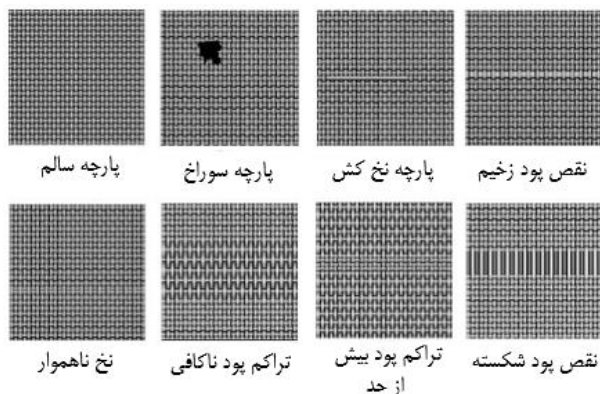 پارچه سالم
پارچه سوراخ
پارچه نخ کش
نقص پود زخیم
نخ ناهموار
تراکم پود ناکافی
تراکم پود بیش
از حد
نقص پود شکسته